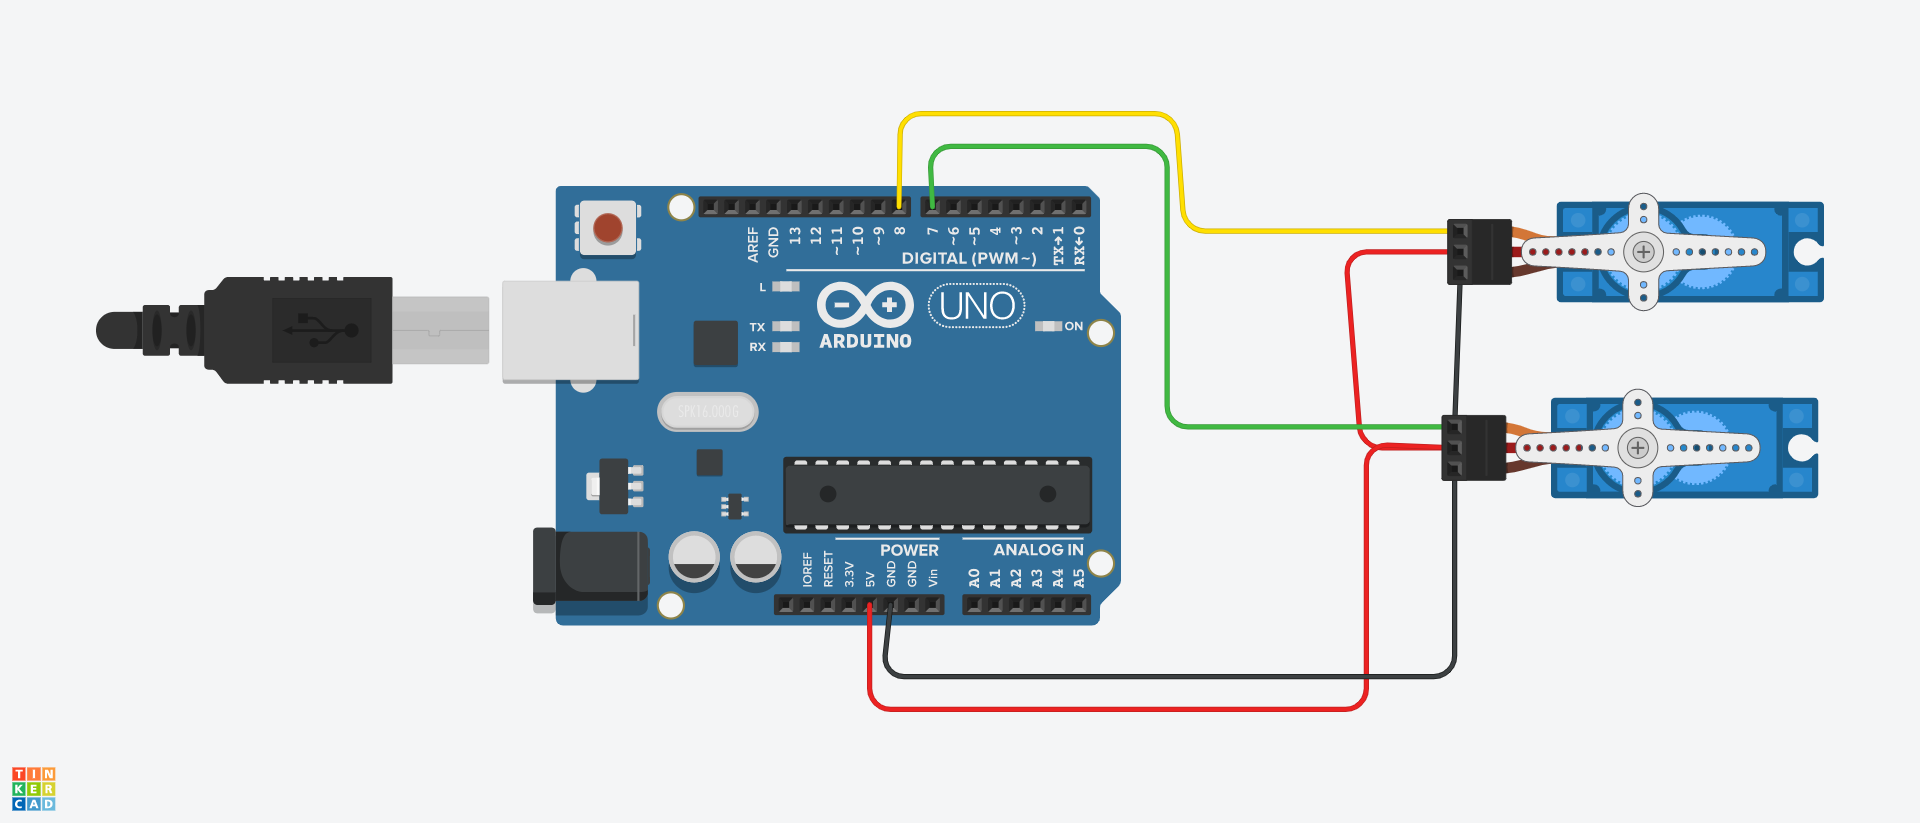 AREF
GND
13
12
~11
~10
~9
8
7
~6
~5
4
~3
2
TX→1
RX←0
DIGITAL (PWM~)
L
TX
RX
UNO
ON
ARDUINO
SPK16.000G
POWER
ANALOG IN
IOREF
RESET
3.3V
5V
GND
GND
Vin
A0
A1
A2
A3
A4
A5
TIN
KER
CAD